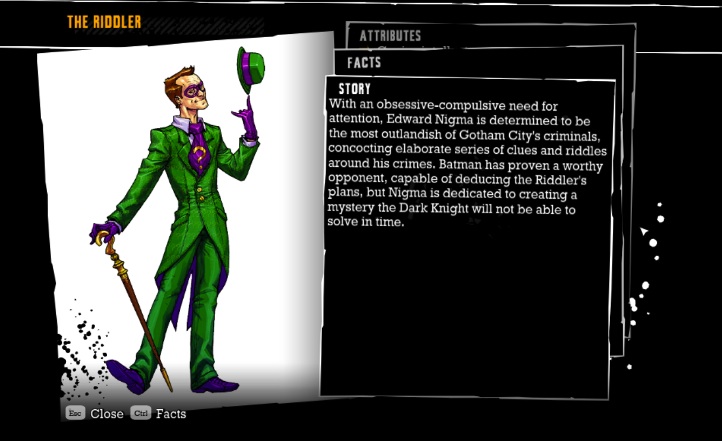 THE RIDDLER
ATTRIBUTES
FACTS
STORY
With an obsessive-compulsive need for
attention, Edward Nigma is determined to be
the most outlandish of Gotham City's criminals,
concocting elaborate series of clues and riddles
around his crimes. Batman has proven a worthy
opponent, capable of deducing the Riddler's
plans, but Nigma is dedicated to creating a
mystery the Dark Knight will not be able to
solve in time.
Esc Close Ctrl Facts